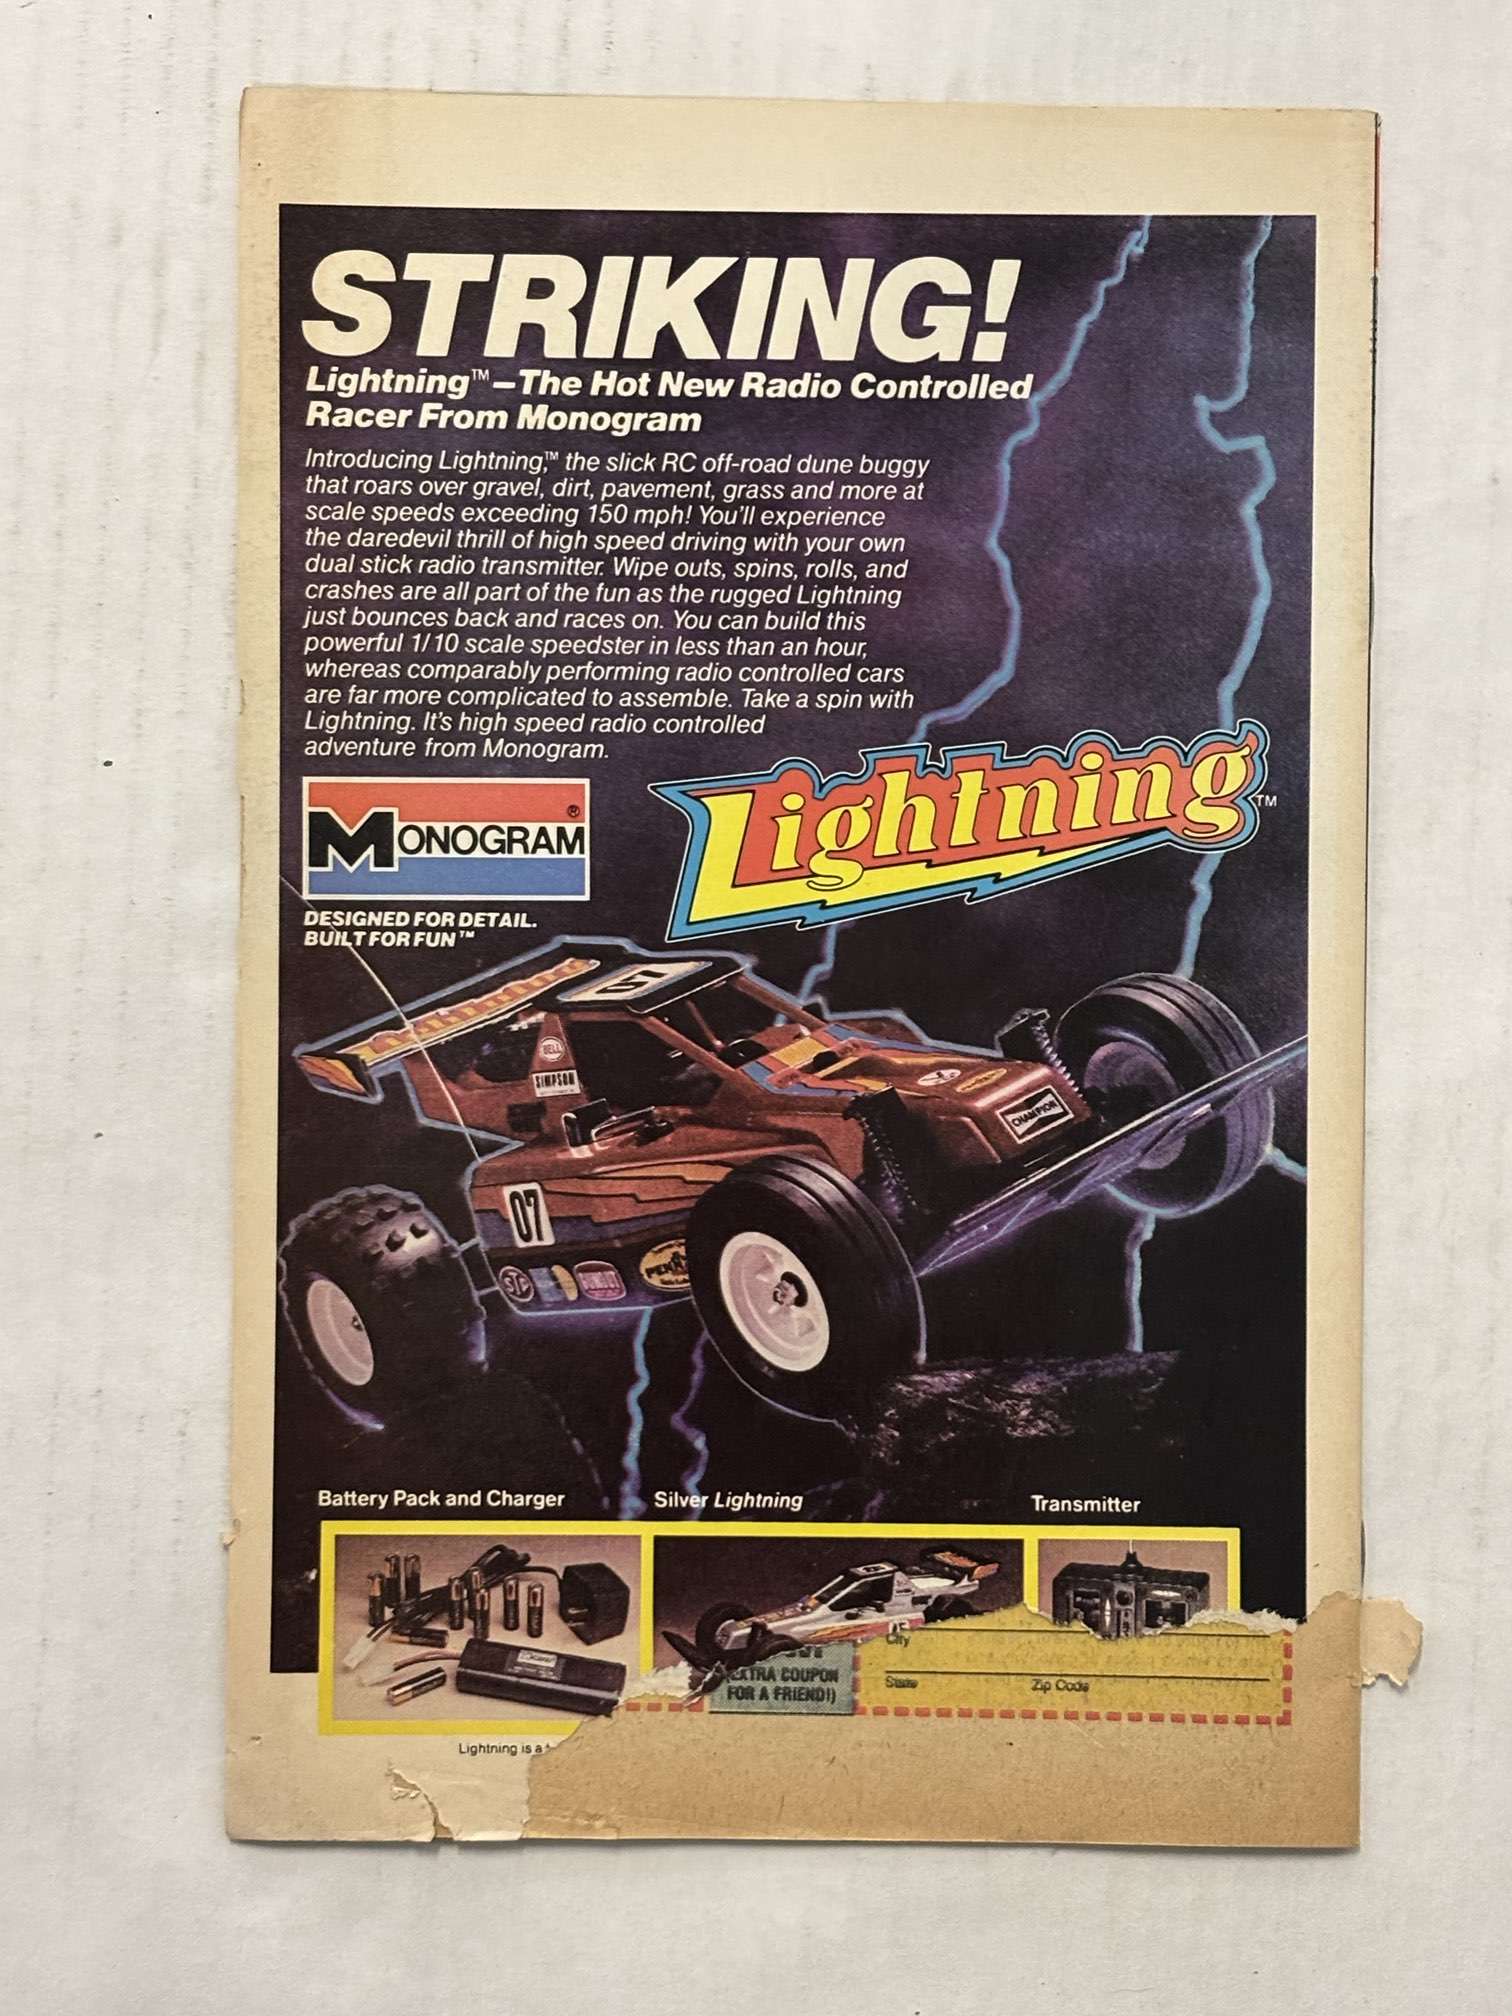 STRIKING!
Lightning™–The Hot New Radio Controlled
Racer From Monogram
Introducing Lightning,™ the slick RC off-road dune buggy
that roars over gravel, dirt, pavement, grass and more at
scale speeds exceeding 150 mph! You'll experience
the daredevil thrill of high speed driving with your own
dual stick radio transmitter. Wipe outs, spins, rolls, and
crashes are all part of the fun as the rugged Lightning
just bounces back and races on. You can build this
powerful 1/10 scale speedster in less than an hour,
whereas comparably performing radio controlled cars
are far more complicated to assemble. Take a spin with
Lightning. It's high speed radio controlled
adventure from Monogram.
Lightning™
MONOGRAM®
DESIGNED FOR DETAIL.
BUILT FOR FUN™
Lightning
07
BELL
SIMPSON
CHAMPION
07
STP
Battery Pack and Charger
Silver Lightning
Transmitter
City
(EXTRA COUPON
FOR A FRIEND!)
State
Zip Code
Lightning is a